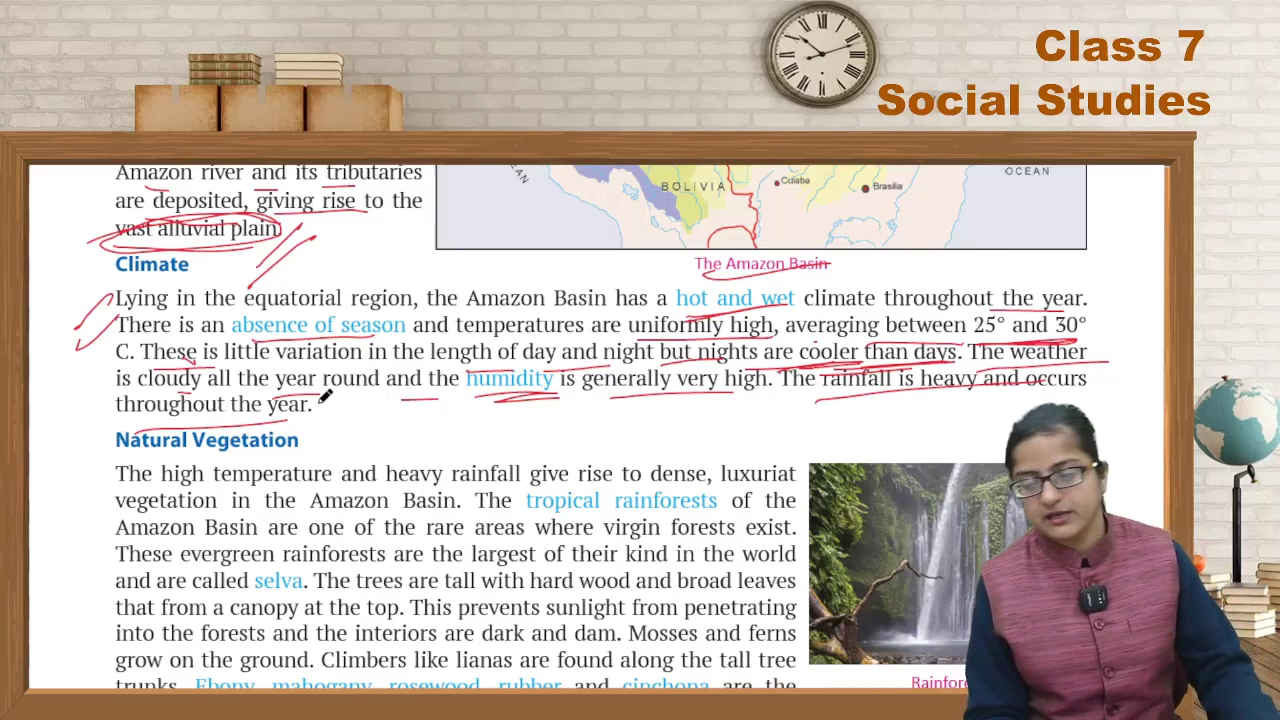 Class 7
Social Studies
Amazon river and its tributaries
are deposited, giving rise to the
vast alluvial plain
BOLIVIA
Cuiaba
Brasilia
OCEAN
The Amazon Basin
Climate
Lying in the equatorial region, the Amazon Basin has a hot and wet climate throughout the year.
There is an absence of season and temperatures are uniformly high, averaging between 25° and 30°
C. These is little variation in the length of day and night but nights are cooler than days. The weather
is cloudy all the year round and the humidity is generally very high. The rainfall is heavy and occurs
throughout the year.
Natural Vegetation
The high temperature and heavy rainfall give rise to dense, luxuriat
vegetation in the Amazon Basin. The tropical rainforests of the
Amazon Basin are one of the rare areas where virgin forests exist.
These evergreen rainforests are the largest of their kind in the world
and are called selva. The trees are tall with hard wood and broad leaves
that from a canopy at the top. This prevents sunlight from penetrating
into the forests and the interiors are dark and dam. Mosses and ferns
grow on the ground. Climbers like lianas are found along the tall tree
trunks. Ebony, mahogany, rosewood, rubber and cinchona are the